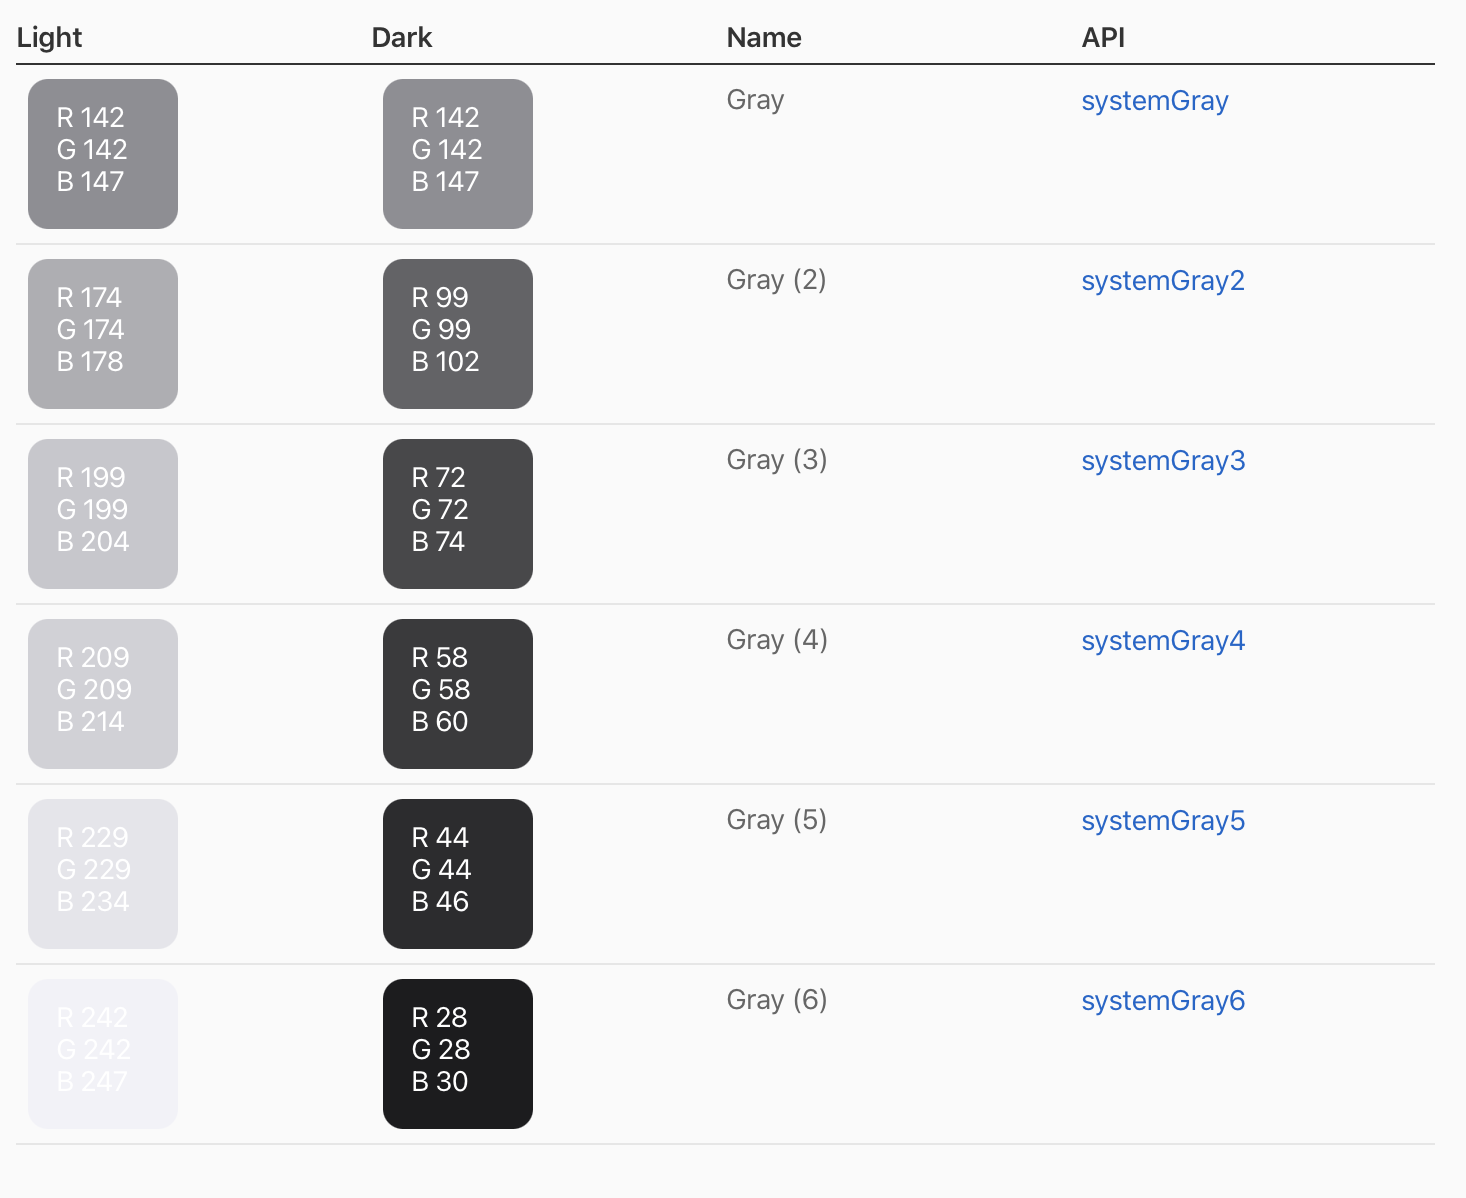 Light Dark Name API
R 142
G 142
B 147
R 142
G 142
B 147
Gray
systemGray
R 174
G 174
B 178
R 99
G 99
B 102
Gray (2)
systemGray2
R 199
G 199
B 204
R 72
G 72
B 74
Gray (3)
systemGray3
R 209
G 209
B 214
R 58
G 58
B 60
Gray (4)
systemGray4
R 229
G 229
B 234
R 44
G 44
B 46
Gray (5)
systemGray5
R 242
G 242
B 247
R 28
G 28
B 30
Gray (6)
systemGray6